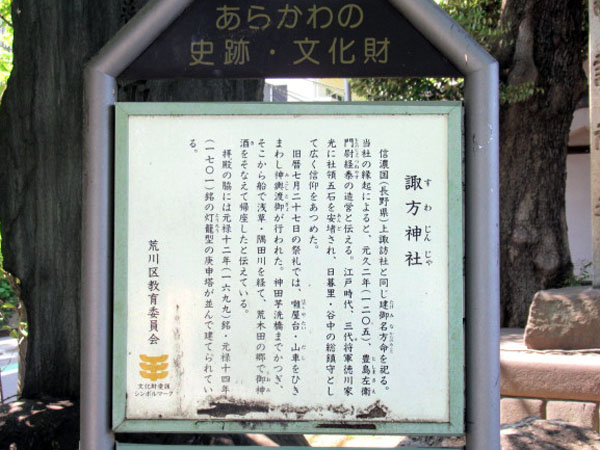 あらかわの
史跡・文化財
諏方神社
すわじんじゃ
信濃国(長野県)上諏訪社と同じ建御名方命を祀る。
当社の縁起によると、元久二年(一二〇五)、豊島左衛
門尉経泰の造営と伝える。江戸時代、三代将軍徳川家
光に社領五石を安堵され、日暮里・谷中の総鎮守とし
て広く信仰をあつめた。
旧暦七月二十七日の祭礼では、囃屋台・山車をひき
まわし神輿渡御が行われた。神田芋洗橋までかつぎ、
そこから船で浅草・隅田川を経て、荒木田の郷で御神
酒をそなえて帰座したと伝えている。
拝殿の脇には元禄十二年(一六九九)銘・元禄十四年
(一七〇一)銘の灯籠型の庚申塔が並んで建てられてい
る。
荒川区教育委員会
文化財愛護
シンボルマーク